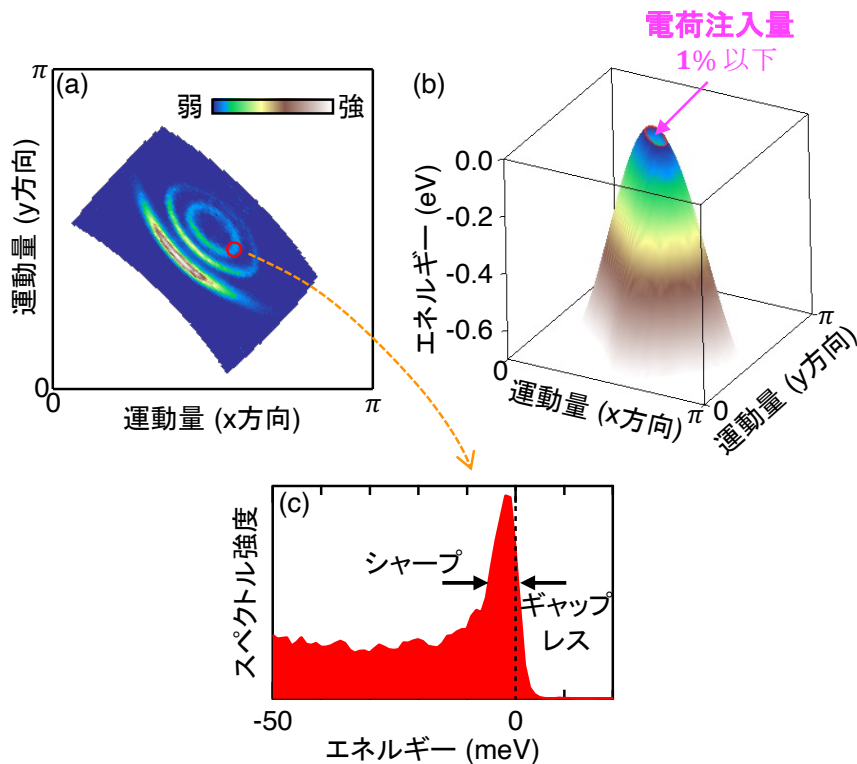 電荷注入量
1% 以下
π
(a)
弱
強
運動量 (y方向)
0
0
運動量 (x方向)
π
(b)
0.0
-0.2
-0.4
-0.6
エネルギー (eV)
0
運動量 (x方向)
π
0
運動量 (y方向)
π
(c)
スペクトル強度
シャープ
ギャップ
レス
-50
0
エネルギー (meV)